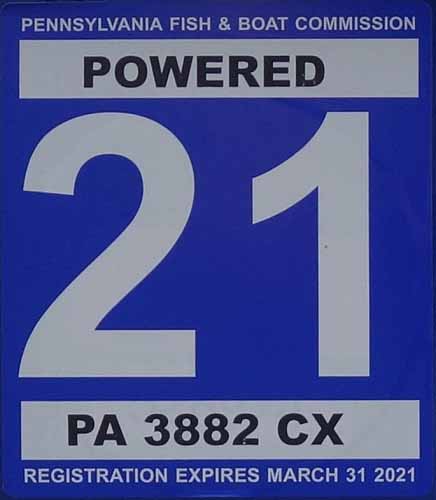 PENNSYLVANIA FISH & BOAT COMMISSION
POWERED
21
PA 3882 CX
REGISTRATION EXPIRES MARCH 31 2021